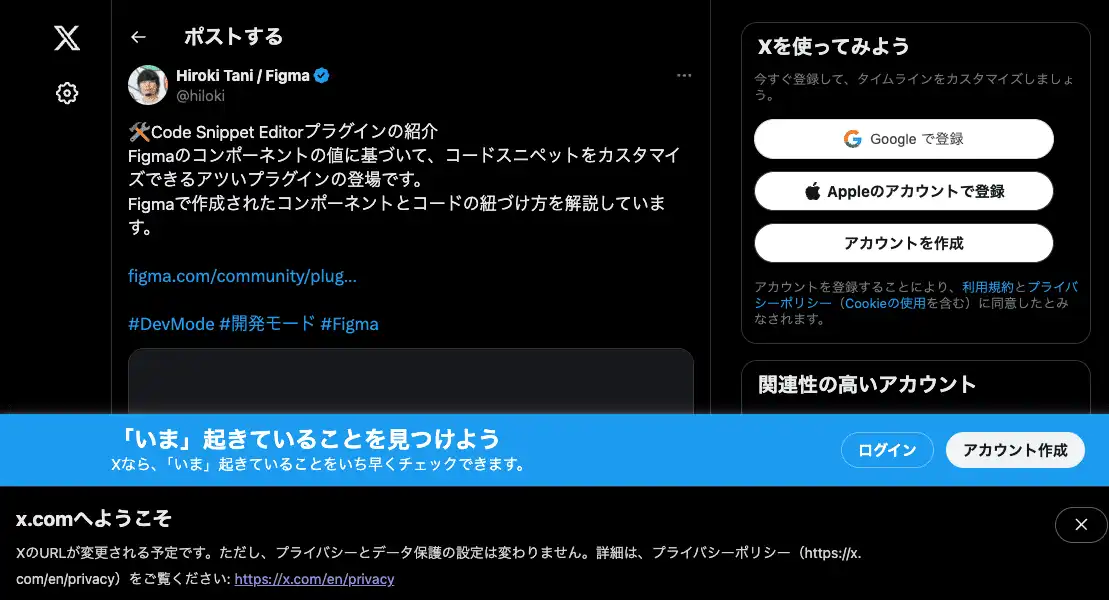 ポストする
Hiroki Tani / Figma
@hiloki
🛠️Code Snippet Editorプラグインの紹介
Figmaのコンポーネントの値に基づいて、コードスニペットをカスタマイ
ズできるアツいプラグインの登場です。
Figmaで作成されたコンポーネントとコードの紐づけ方を解説していま
す。
figma.com/community/plug…
#DevMode #開発モード #Figma
Xを使ってみよう
今すぐ登録して、タイムラインをカスタマイズしましょ
う。
Google で登録
Appleのアカウントで登録
アカウントを作成
アカウントを登録することにより、利用規約とプライバ
シーポリシー（Cookieの使用を含む）に同意したとみ
なされます。
関連性の高いアカウント
「いま」起きていることを見つけよう
Xなら、「いま」起きていることをいち早くチェックできます。
ログイン
アカウント作成
x.comへようこそ
XのURLが変更される予定です。ただし、プライバシーとデータ保護の設定は変わりません。詳細は、プライバシーポリシー（https://x.
com/en/privacy）をご覧ください: https://x.com/en/privacy